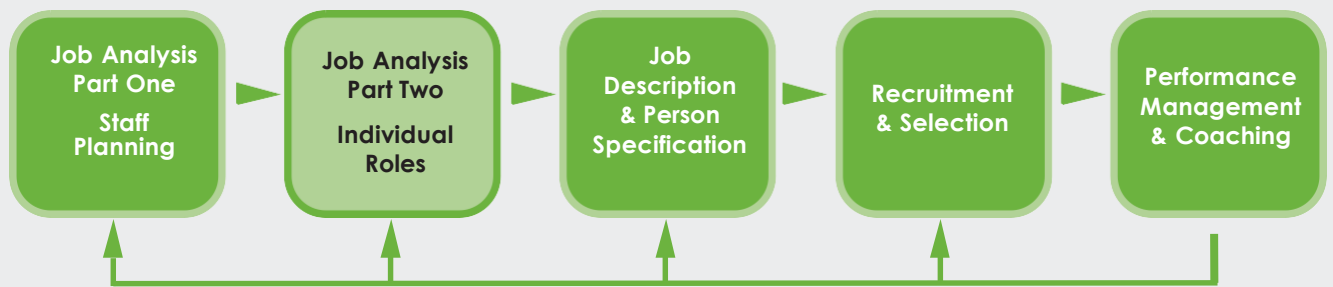 Job Analysis
Part One
Staff
Planning
Job Analysis
Part Two
Individual
Roles
Job
Description
& Person
Specification
Recruitment
& Selection
Performance
Management
& Coaching